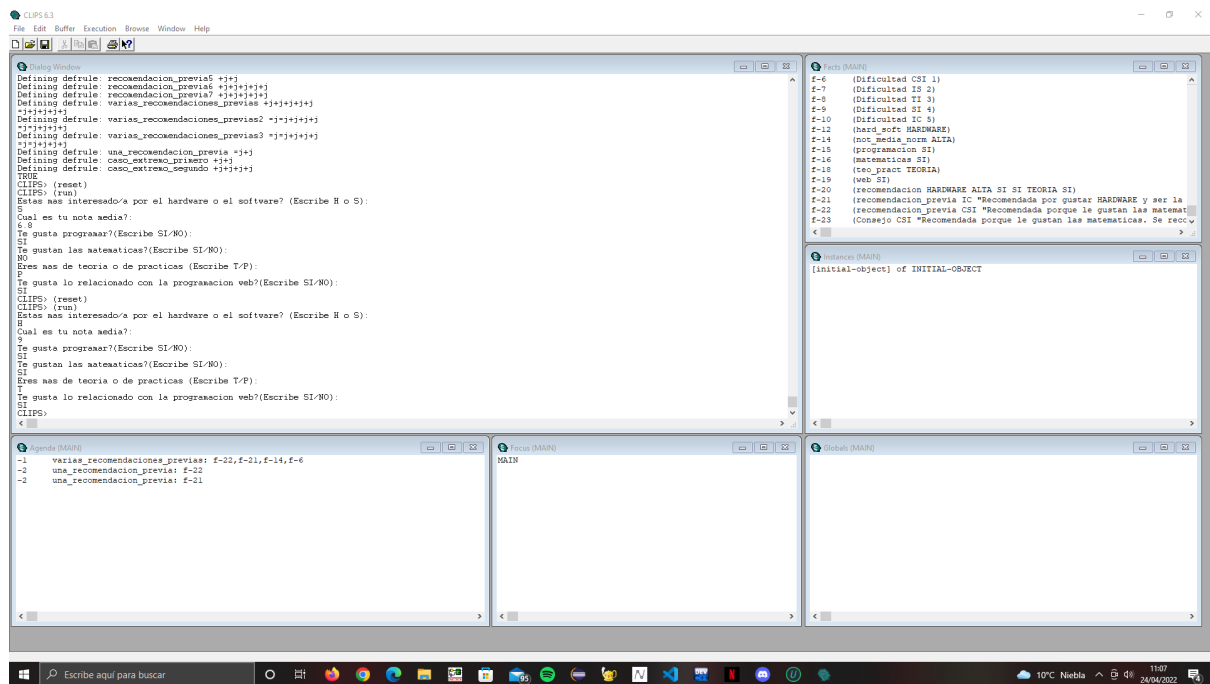 CLIPS 6.3
File Edit Buffer Execution Browse Window Help
Dialog Window
Defining defrule: recomendacion_previa5 +j+j
Defining defrule: recomendacion_previa6 +j+j+j+j+j
Defining defrule: recomendacion_previa7 +j+j+j+j+j
Defining defrule: varias_recomendaciones_previas +j+j+j+j+j
=j+j+j+j+j
Defining defrule: varias_recomendaciones_previas2 =j=j+j+j+j
=j=j+j+j+j
Defining defrule: varias_recomendaciones_previas3 =j=j+j+j+j
=j=j+j+j+j
Defining defrule: una_recomendacion_previa =j+j
Defining defrule: caso_extremo_primero +j+j
Defining defrule: caso_extremo_segundo +j+j+j+j
TRUE
CLIPS> (reset)
CLIPS> (run)
Estas mas interesado/a por el hardware o el software? (Escribe H o S):
S
Cual es tu nota media?:
6.8
Te gusta programar?(Escribe SI/NO):
SI
Te gustan las matematicas?(Escribe SI/NO):
NO
Eres mas de teoria o de practicas (Escribe T/P):
P
Te gusta lo relacionado con la programacion web?(Escribe SI/NO):
SI
CLIPS> (reset)
CLIPS> (run)
Estas mas interesado/a por el hardware o el software? (Escribe H o S):
H
Cual es tu nota media?:
9
Te gusta programar?(Escribe SI/NO):
SI
Te gustan las matematicas?(Escribe SI/NO):
SI
Eres mas de teoria o de practicas (Escribe T/P):
T
Te gusta lo relacionado con la programacion web?(Escribe SI/NO):
SI
CLIPS>
Facts (MAIN)
f-6 (Dificultad CSI 1)
f-7 (Dificultad IS 2)
f-8 (Dificultad TI 3)
f-9 (Dificultad SI 4)
f-10 (Dificultad IC 5)
f-12 (hard_soft HARDWARE)
f-14 (not_media_norm ALTA)
f-15 (programacion SI)
f-16 (matematicas SI)
f-18 (teo_pract TEORIA)
f-19 (web SI)
f-20 (recomendacion HARDWARE ALTA SI SI TEORIA SI)
f-21 (recomendacion_previa IC "Recomendada por gustar HARDWARE y ser la
f-22 (recomendacion_previa CSI "Recomendada porque le gustan las matemat
f-23 (Consejo CSI "Recomendada porque le gustan las matematicas. Se reco
Instances (MAIN)
[initial-object] of INITIAL-OBJECT
Agenda (MAIN)
-1 varias_recomendaciones_previas: f-22,f-21,f-14,f-6
-2 una_recomendacion_previa: f-22
-2 una_recomendacion_previa: f-21
Focus (MAIN)
MAIN
Globals (MAIN)
Escribe aquí para buscar
95
10°C Niebla
11:07
24/04/2022